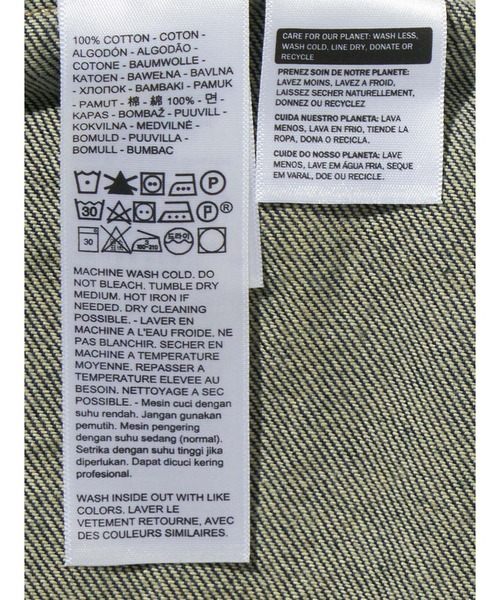 100% COTTON - COTON -
ALGODÓN - ALGODÃO -
COTONE - BAUMWOLLE -
KATOEN - BAWEŁNA - BAVLNA
- ХЛОПОК - BAMBAKI - PAMUK
- PAMUT - 棉 - 綿 100% - 면 -
KAPAS - BOMBAŽ - PUUVILL -
KOKVILNA - MEDVILNĖ -
BOMULD - PUUVILLA -
BOMULL - BUMBAC
P
30 P ®
30 3 180-210 드라이
MACHINE WASH COLD. DO
NOT BLEACH. TUMBLE DRY
MEDIUM. HOT IRON IF
NEEDED. DRY CLEANING
POSSIBLE. - LAVER EN
MACHINE A L'EAU FROIDE. NE
PAS BLANCHIR. SECHER EN
MACHINE A TEMPERATURE
MOYENNE. REPASSER A
TEMPERATURE ELEVEE AU
BESOIN. NETTOYAGE A SEC
POSSIBLE. - Mesin cuci dengan
suhu rendah. Jangan gunakan
pemutih. Mesin pengering
dengan suhu sedang (normal).
Setrika dengan suhu tinggi jika
diperlukan. Dapat dicuci kering
profesional.
WASH INSIDE OUT WITH LIKE
COLORS. LAVER LE
VETEMENT RETOURNE, AVEC
DES COULEURS SIMILAIRES.
CARE FOR OUR PLANET: WASH LESS,
WASH COLD. LINE DRY, DONATE OR
RECYCLE
PRENEZ SOIN DE NOTRE PLANETE:
LAVEZ MOINS, LAVEZ A FROID,
LAISSEZ SECHER NATURELLEMENT,
DONNEZ OU RECYCLEZ
CUIDA NUESTRO PLANETA: LAVA
MENOS, LAVA EN FRIO, TIENDE LA
ROPA, DONA O RECICLA.
CUIDE DO NOSSO PLANETA: LAVE
MENOS, LAVE EM ÁGUA FRIA, SEQUE
EM VARAL, DOE OU RECICLE.